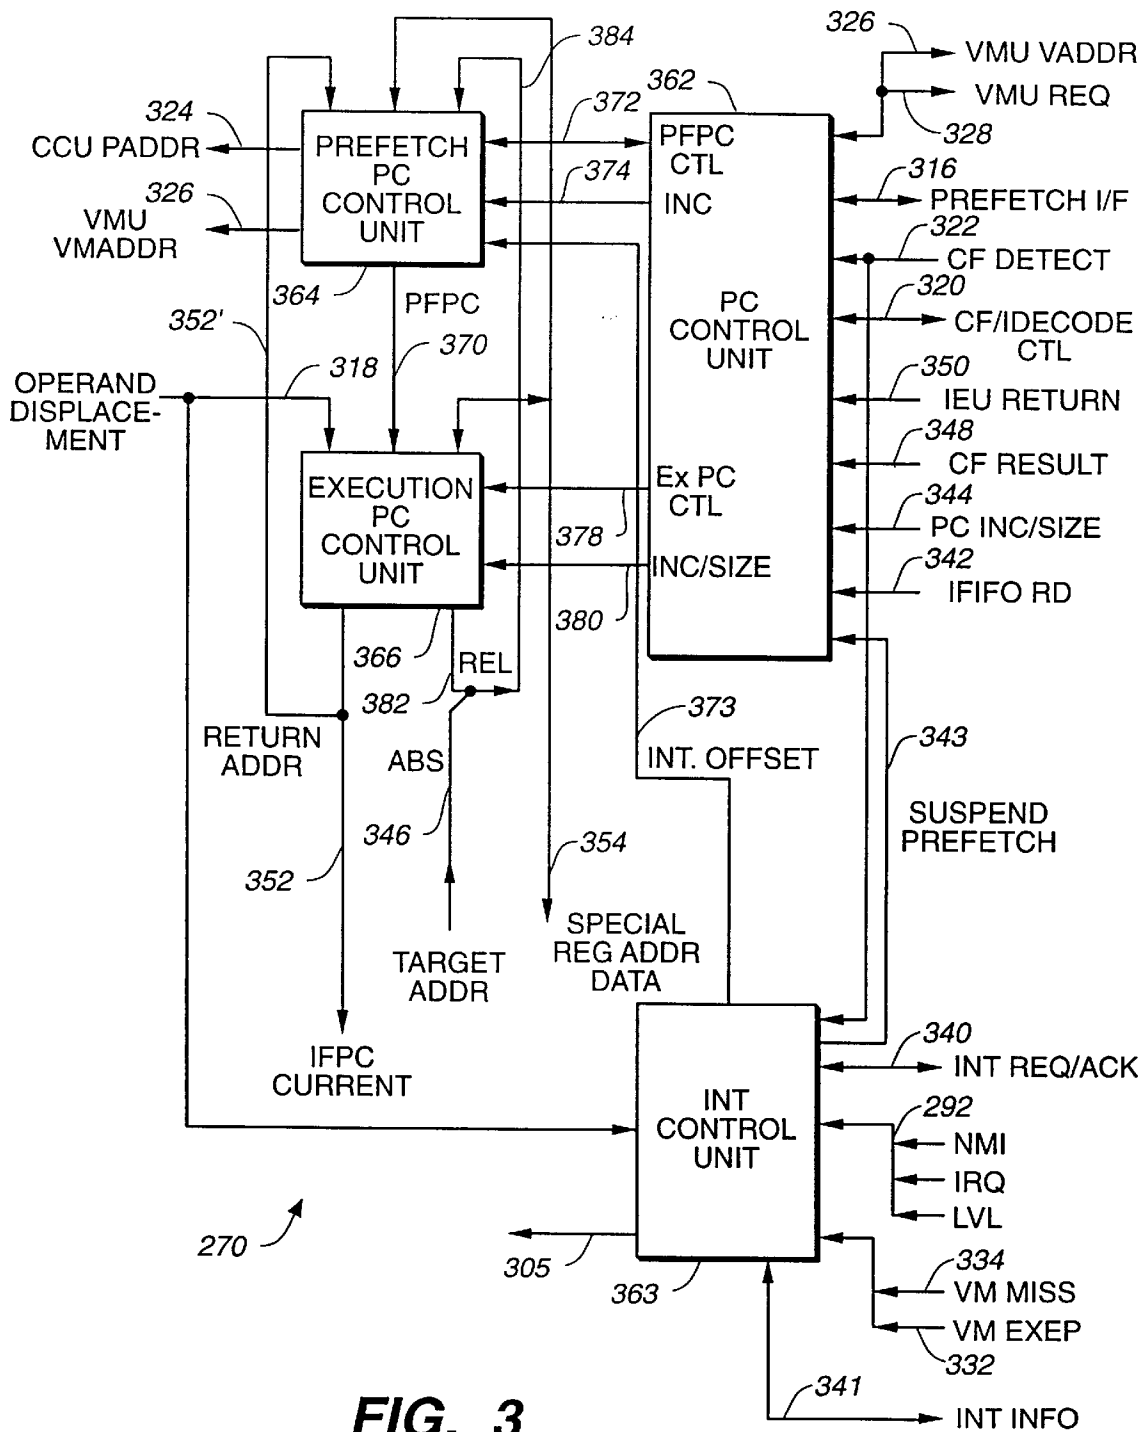 326
VMU VADDR
384
362
VMU REQ
324
372
328
CCU PADDR
PREFETCH
PC
CONTROL
UNIT
PFPC
CTL
374
316
326
INC
PREFETCH I/F
VMU
VMADDR
322
CF DETECT
364
PFPC
352'
PC
CONTROL
UNIT
320
CF/IDECODE
CTL
370
318
350
OPERAND
DISPLACE-
MENT
IEU RETURN
348
CF RESULT
EXECUTION
PC
CONTROL
UNIT
Ex PC
CTL
344
378
PC INC/SIZE
342
INC/SIZE
IFIFO RD
380
366
REL
382
373
RETURN
ADDR
ABS
INT. OFFSET
343
SUSPEND
PREFETCH
346
354
352
SPECIAL
REG ADDR
DATA
TARGET
ADDR
IFPC
CURRENT
340
INT REQ/ACK
INT
CONTROL
UNIT
292
NMI
IRQ
LVL
270
305
363
334
VM MISS
VM EXEP
332
341
INT INFO
FIG. 3